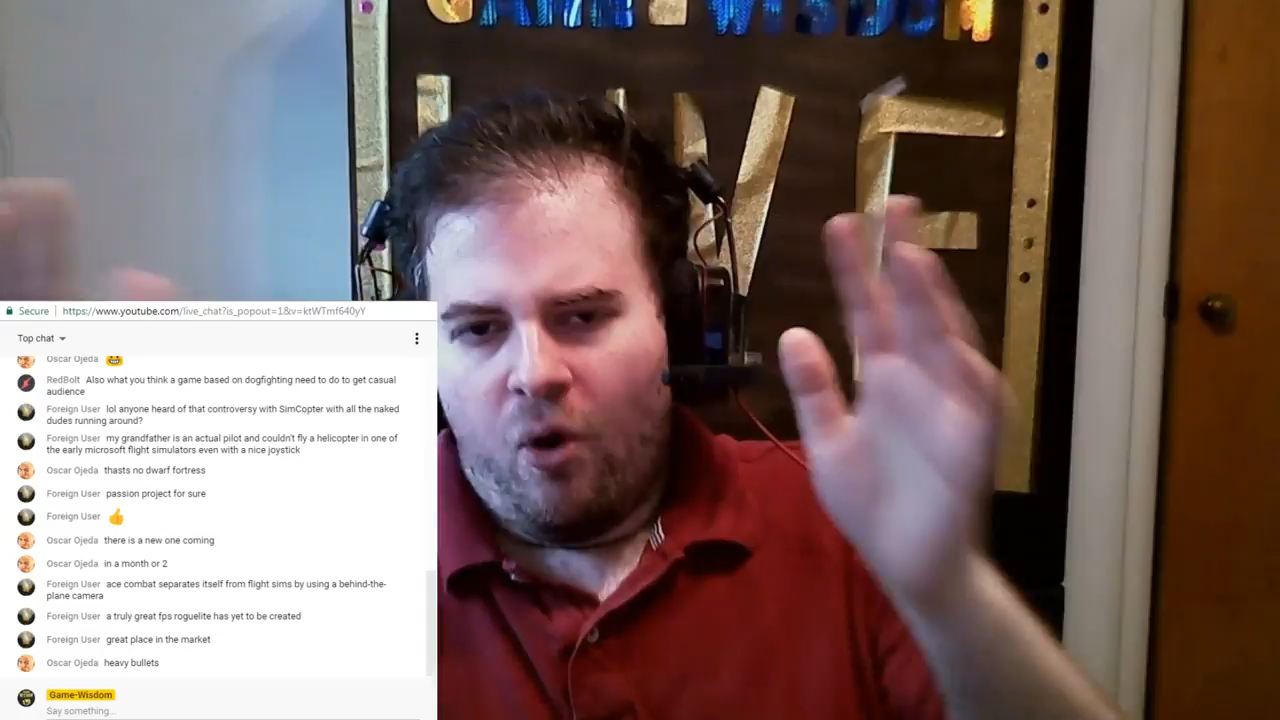 GAME WISDOM
LIVE
Secure https://www.youtube.com/live_chat?is_popout=1&v=ktWTmf640yY
Top chat
Oscar Ojeda
RedBolt Also what you think a game based on dogfighting need to do to get casual
audience
Foreign User lol anyone heard of that controversy with SimCopter with all the naked
dudes running around?
Foreign User my grandfather is an actual pilot and couldn't fly a helicopter in one of
the early microsoft flight simulators even with a nice joystick
Oscar Ojeda thasts no dwarf fortress
Foreign User passion project for sure
Foreign User
Oscar Ojeda there is a new one coming
Oscar Ojeda in a month or 2
Foreign User ace combat separates itself from flight sims by using a behind-the-
plane camera
Foreign User a truly great fps roguelite has yet to be created
Foreign User great place in the market
Oscar Ojeda heavy bullets
Game-Wisdom
Say something...